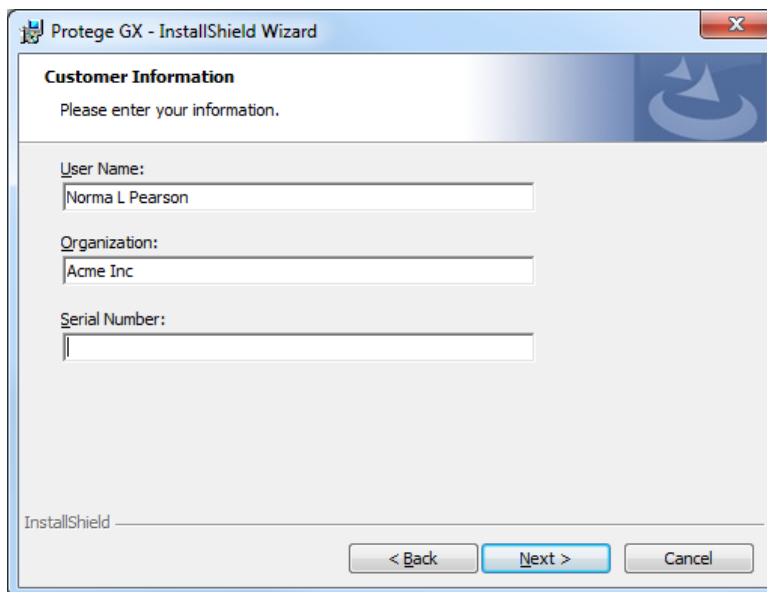 Protege GX - InstallShield Wizard
Customer Information
Please enter your information.
User Name:
Norma L Pearson
Organization:
Acme Inc
Serial Number:
InstallShield
< Back Next > Cancel